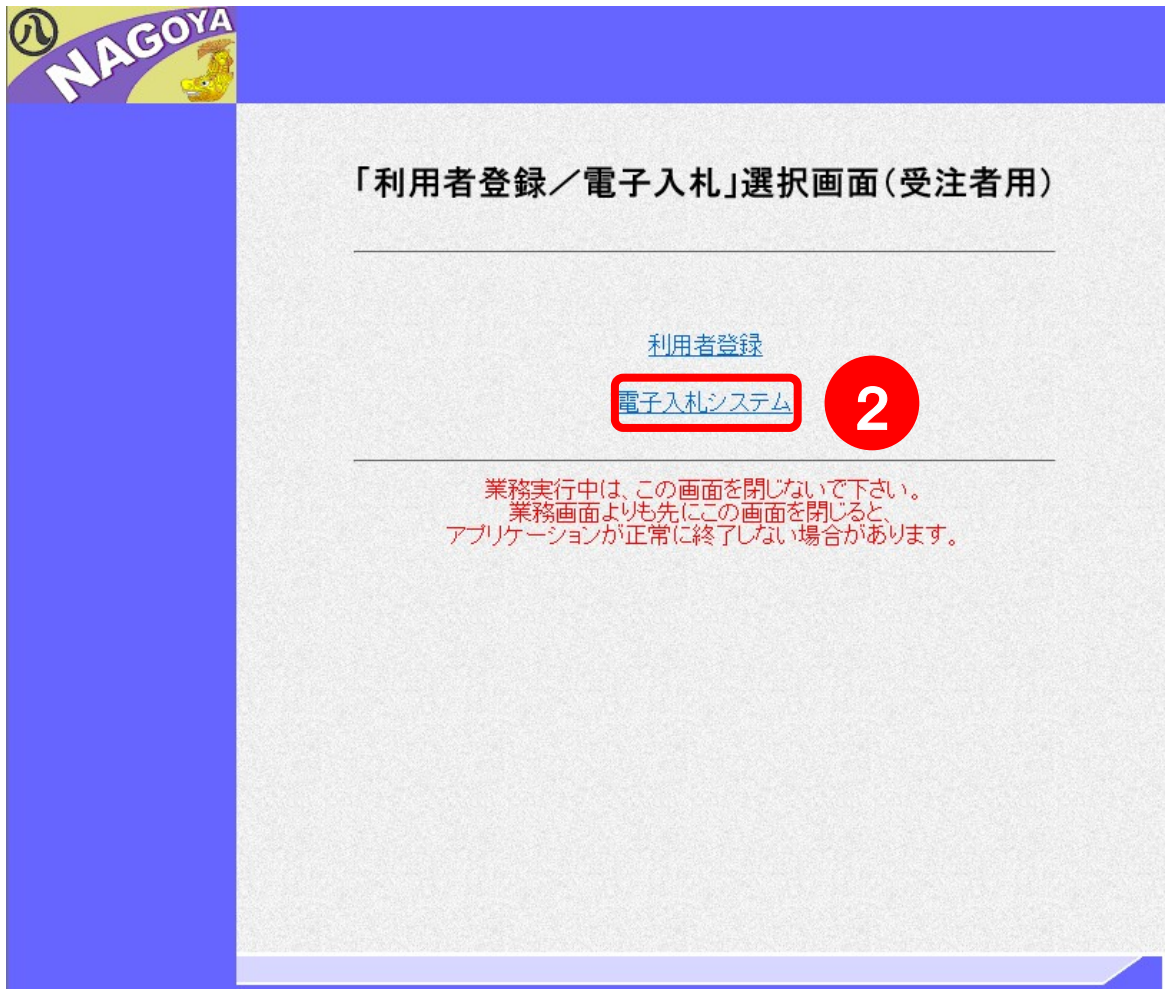 八
NAGOYA
「利用者登録／電子入札」選択画面(受注者用)
利用者登録
電子入札システム
2
業務実行中は、この画面を閉じないで下さい。
業務画面よりも先にこの画面を閉じると、
アプリケーションが正常に終了しない場合があります。